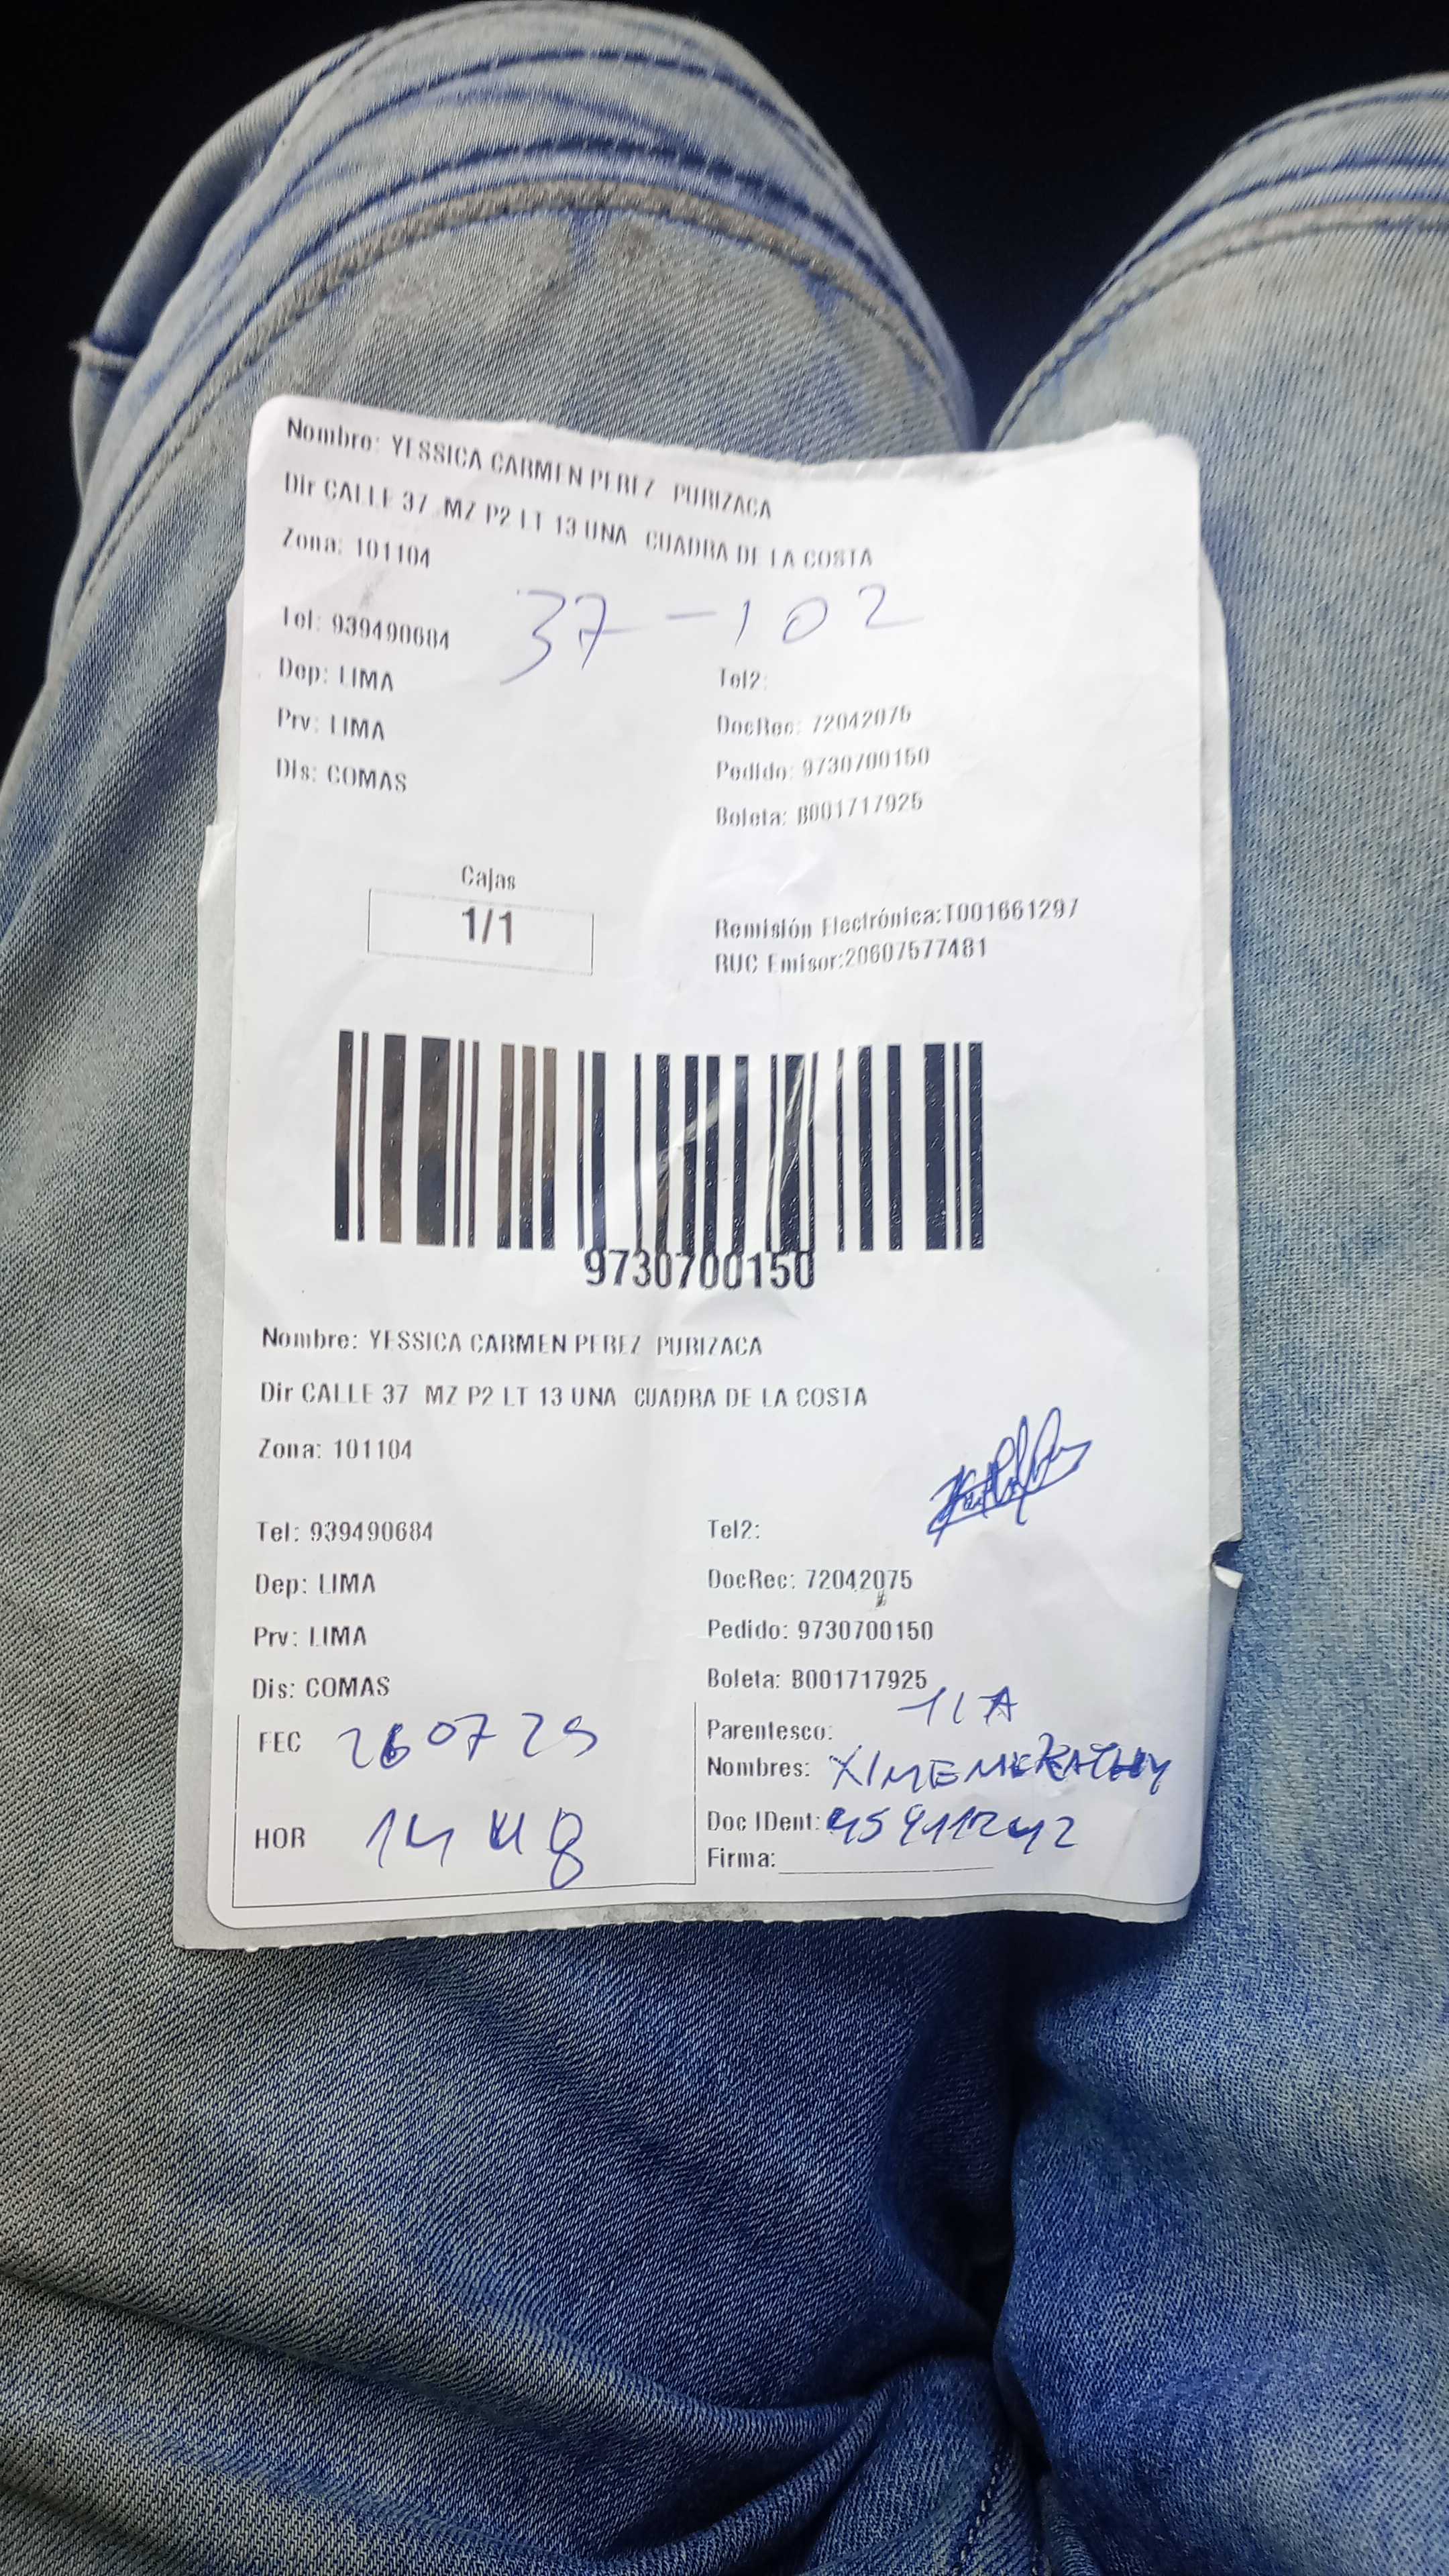 Nombre: YESSICA CARMEN PEREZ PURIZACA
Dir CALLE 37 MZ P2 LT 13 UNA CUADRA DE LA COSTA
Zona: 101104
37-102
Tel: 939490684
Tel2:
Dep: LIMA
DocRec: 72042075
Prv: LIMA
Pedido: 9730700150
Dis: COMAS
Boleta: B001717925
Cajas
1/1
Remisión Electrónica:T001661297
RUC Emisor:20607577481
9730700150
Nombre: YESSICA CARMEN PEREZ PURIZACA
Dir CALLE 37 MZ P2 LT 13 UNA CUADRA DE LA COSTA
Zona: 101104
Tel: 939490684
Tel2:
Dep: LIMA
DocRec: 72042075
Prv: LIMA
Pedido: 9730700150
Dis: COMAS
Boleta: B001717925
FEC 260725
Parentesco: TIA
Nombres:
HOR 1448
Doc IDent:
Firma: